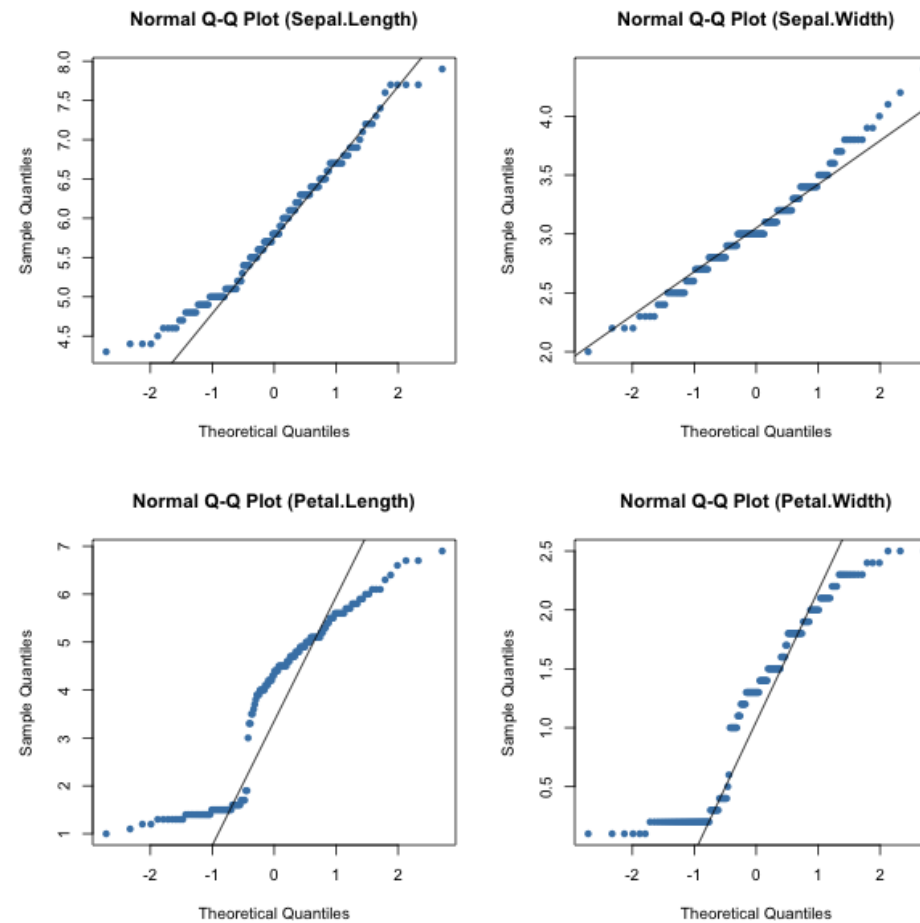 Normal Q-Q Plot (Sepal.Length)
Sample Quantiles
4.5 5.0 5.5 6.0 6.5 7.0 7.5 8.0
-2 -1 0 1 2
Theoretical Quantiles
Normal Q-Q Plot (Sepal.Width)
Sample Quantiles
2.0 2.5 3.0 3.5 4.0
-2 -1 0 1 2
Theoretical Quantiles
Normal Q-Q Plot (Petal.Length)
Sample Quantiles
1 2 3 4 5 6 7
-2 -1 0 1 2
Theoretical Quantiles
Normal Q-Q Plot (Petal.Width)
Sample Quantiles
0.5 1.0 1.5 2.0 2.5
-2 -1 0 1 2
Theoretical Quantiles